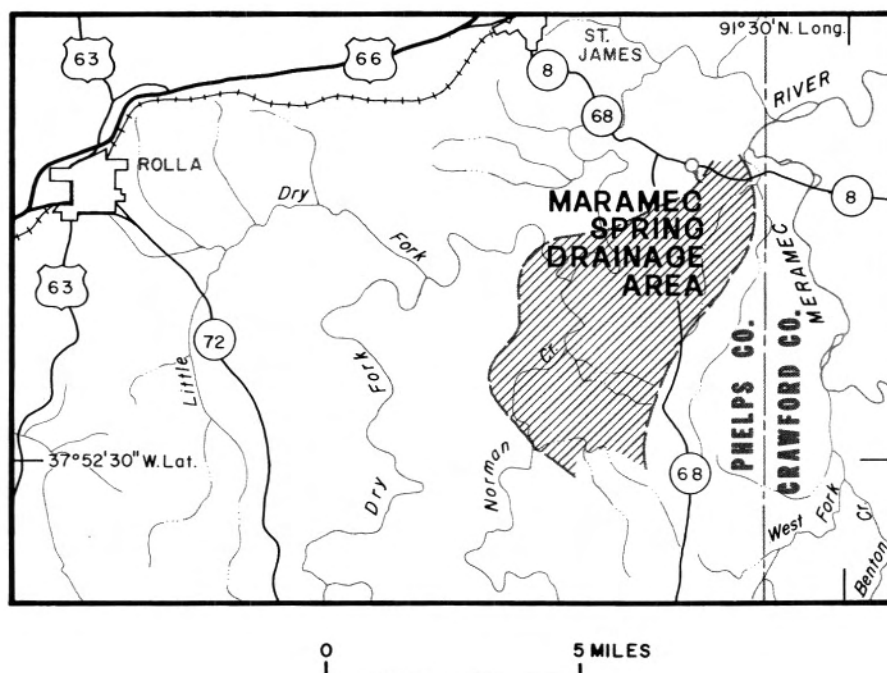 63
66
ST.
JAMES
91°30' N. Long.
8
68
RIVER
ROLLA
Dry
Fork
MARAMEC
SPRING
DRAINAGE
AREA
8
63
72
Little
Fork
Cr.
MERAMEC
PHELPS CO.
CRAWFORD CO.
37°52'30" W. Lat.
Dry
Norman
68
West Fork
Cr.
Benton
0 5 MILES